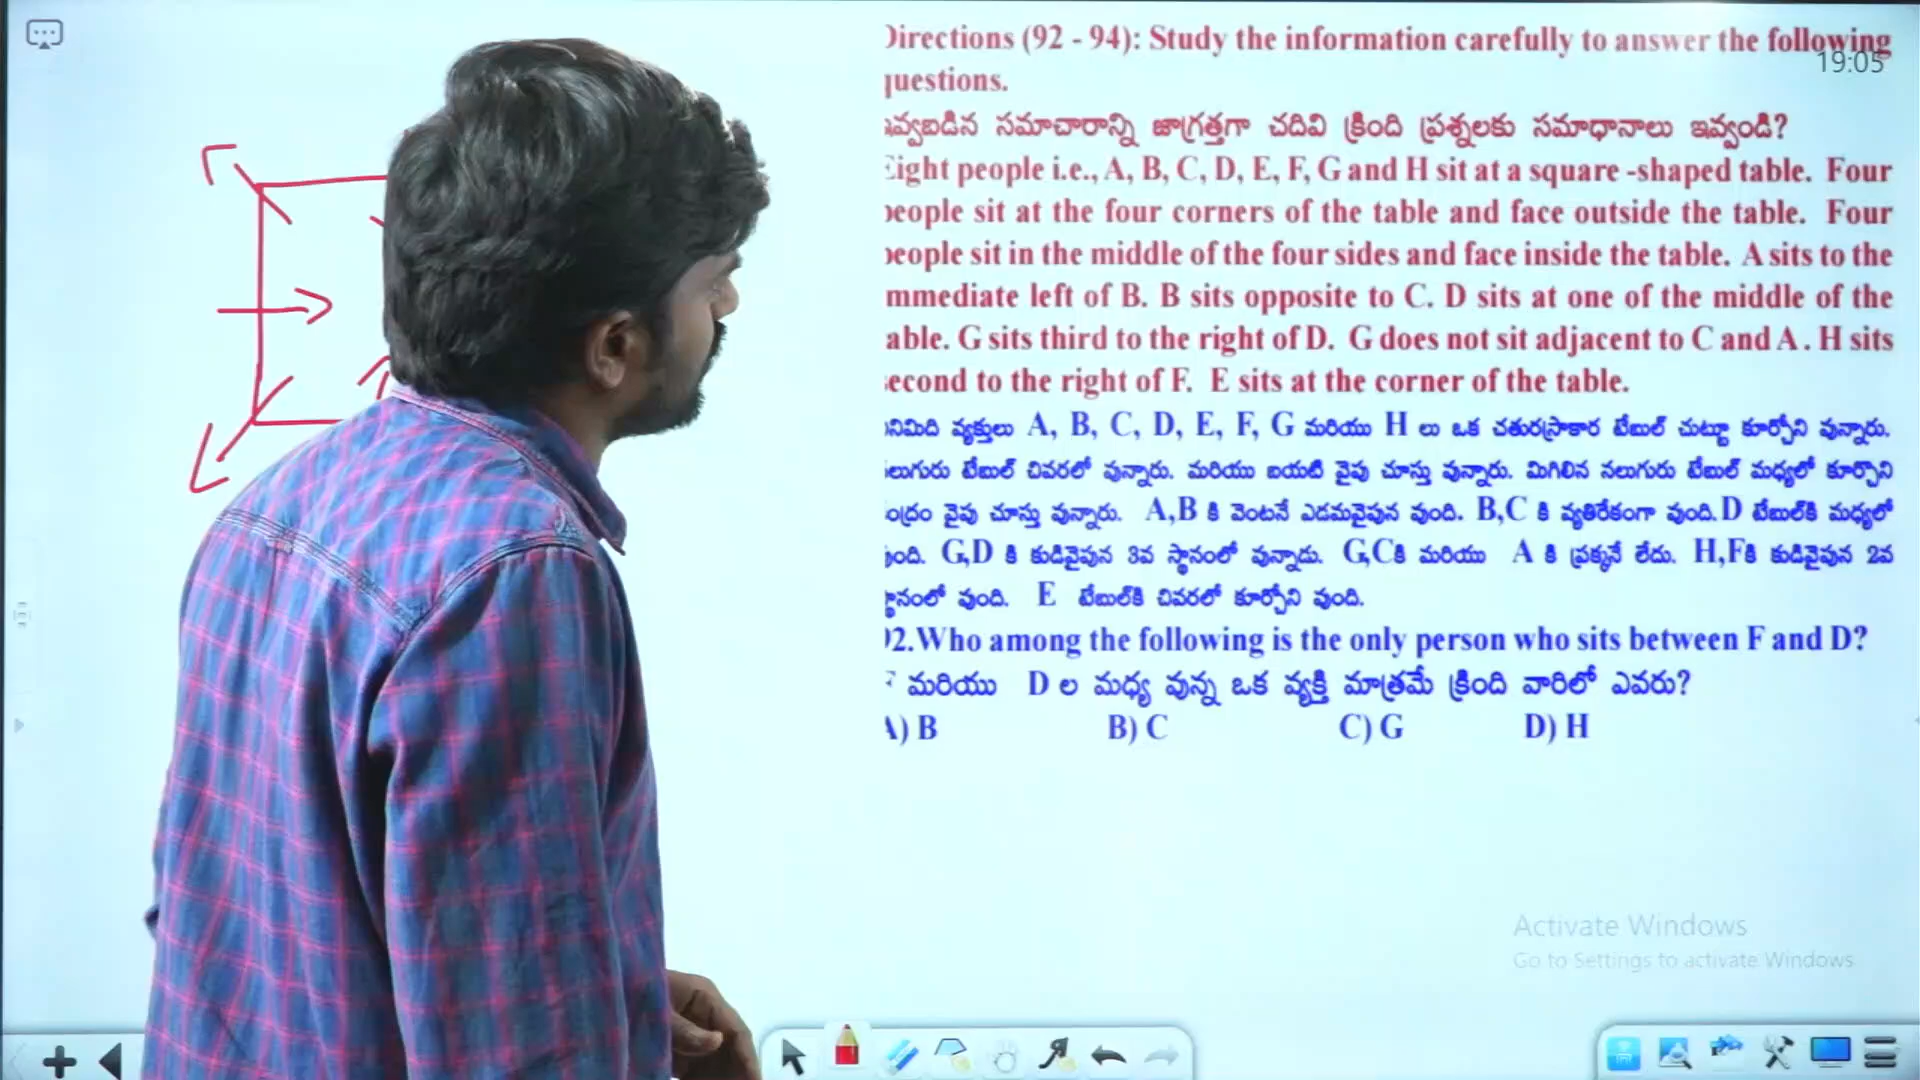 Directions (92 - 94): Study the information carefully to answer the following
19:05
questions.
సమాచారాన్ని జాగ్రత్తగా చదివి క్రింది ప్రశ్నలకు సమాధానాలు ఇవ్వండి?
Eight people i.e., A, B, C, D, E, F, G and H sit at a square -shaped table. Four
people sit at the four corners of the table and face outside the table. Four
people sit in the middle of the four sides and face inside the table. A sits to the
immediate left of B. B sits opposite to C. D sits at one of the middle of the
table. G sits third to the right of D. G does not sit adjacent to C and A. H sits
second to the right of F. E sits at the corner of the table.
వ్యక్తులు A, B, C, D, E, F, G మరియు H లు ఒక చతురస్రాకార టేబుల్ చుట్టూ కూర్చోని వున్నారు.
టేబుల్ చివరలో వున్నారు. మరియు బయటి వైపు చూస్తు వున్నారు. మిగిలిన నలుగురు టేబుల్ మధ్యలో కూర్చొని
వైపు చూస్తు వున్నారు. A,B కి వెంటనే ఎడమవైపున వుంది. B,C కి వ్యతిరేకంగా వుంది. D టేబుల్‌కి మధ్యలో
G,D కి కుడివైపున 3వ స్థానంలో వున్నాడు. G,Cకి మరియు A కి ప్రక్కనే లేదు. H,Fకి కుడివైపున 2వ
వుంది. E టేబుల్‌కి చివరలో కూర్చోని వుంది.
92.Who among the following is the only person who sits between F and D?
మరియు D ల మధ్య వున్న ఒక వ్యక్తి మాత్రమే క్రింది వారిలో ఎవరు?
A) B B) C C) G D) H
Activate Windows
Go to Settings to activate Windows